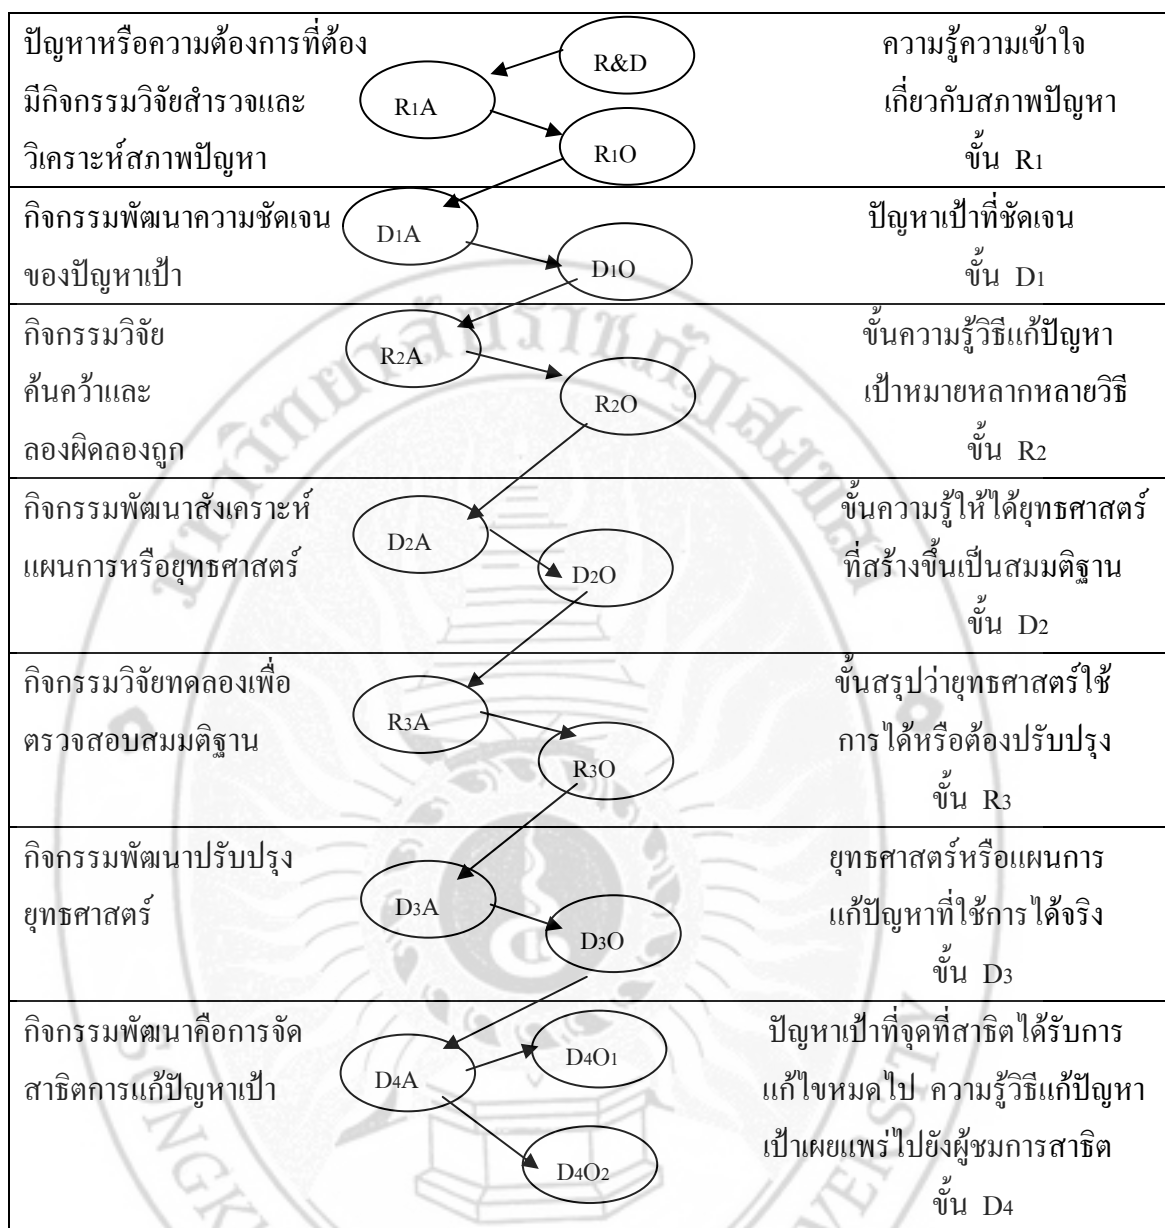 ปัญหาหรือความต้องการที่ต้อง
มีกิจกรรมวิจัยสำรวจและ
วิเคราะห์สภาพปัญหา
R&D
R1A
R1O
ความรู้ความเข้าใจ
เกี่ยวกับสภาพปัญหา
ขั้น R1
กิจกรรมพัฒนาความชัดเจน
ของปัญหาเป้า
D1A
D1O
ปัญหาเป้าที่ชัดเจน
ขั้น D1
กิจกรรมวิจัย
ค้นคว้าและ
ลองผิดลองถูก
R2A
R2O
ขั้นความรู้วิธีแก้ปัญหา
เป้าหมายหลากหลายวิธี
ขั้น R2
กิจกรรมพัฒนาสังเคราะห์
แผนการหรือยุทธศาสตร์
D2A
D2O
ขั้นความรู้ให้ได้ยุทธศาสตร์
ที่สร้างขึ้นเป็นสมมติฐาน
ขั้น D2
กิจกรรมวิจัยทดลองเพื่อ
ตรวจสอบสมมติฐาน
R3A
R3O
ขั้นสรุปว่ายุทธศาสตร์ใช้
การได้หรือต้องปรับปรุง
ขั้น R3
กิจกรรมพัฒนาปรับปรุง
ยุทธศาสตร์
D3A
D3O
ยุทธศาสตร์หรือแผนการ
แก้ปัญหาที่ใช้การได้จริง
ขั้น D3
กิจกรรมพัฒนาคือการจัด
สาธิตการแก้ปัญหาเป้า
D4A
D4O1
D4O2
ปัญหาเป้าที่จุดที่สาธิตได้รับการ
แก้ไขหมดไป ความรู้วิธีแก้ปัญหา
เป้าเผยแพร่ไปยังผู้ชมการสาธิต
ขั้น D4